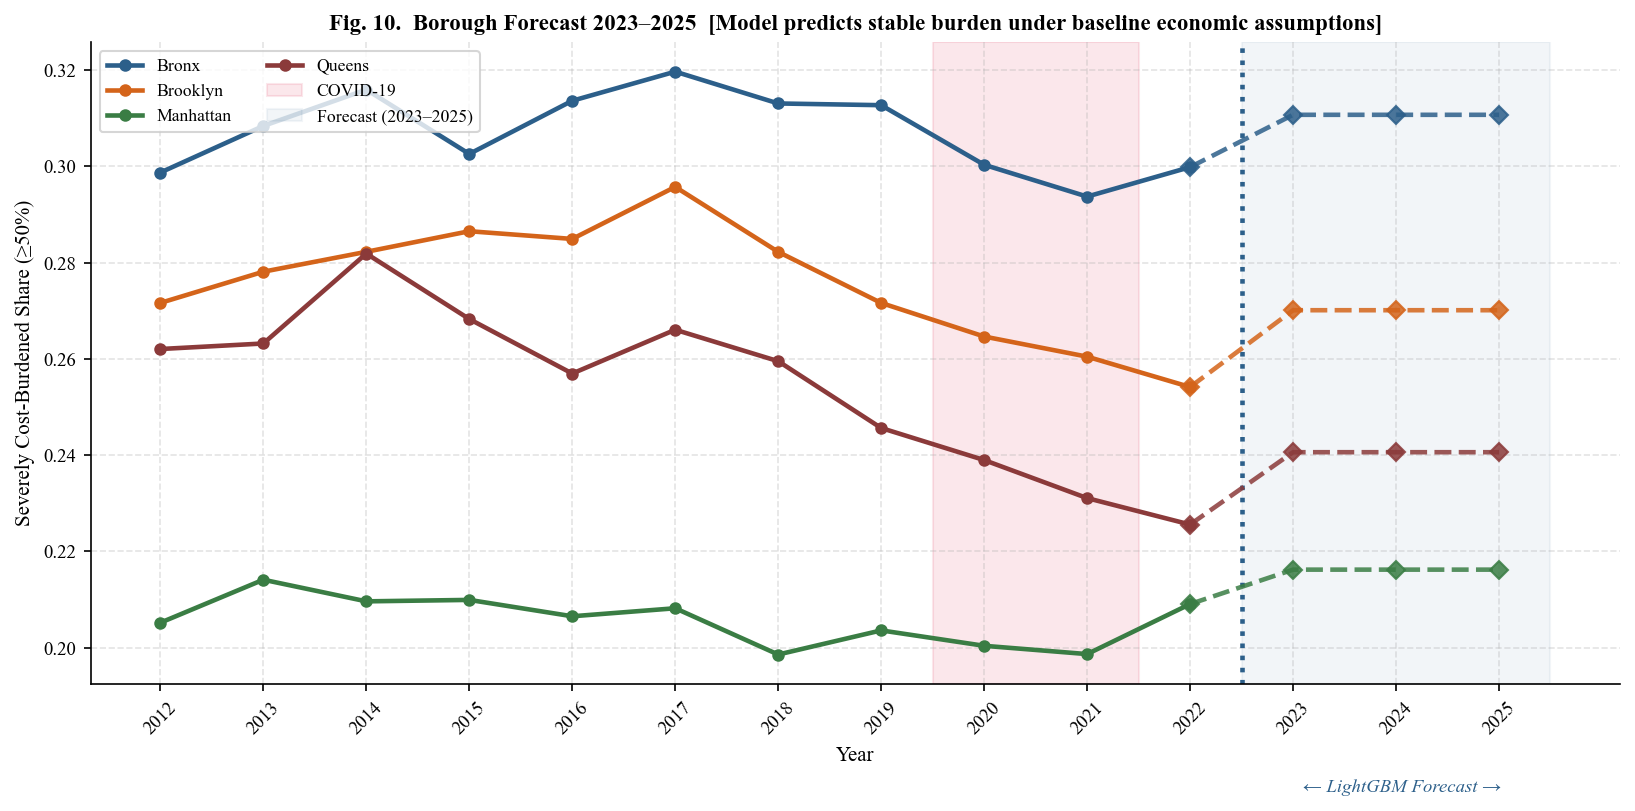 Fig. 10.  Borough Forecast 2023–2025  [Model predicts stable burden under baseline economic assumptions]
Bronx
Brooklyn
Manhattan
Queens
COVID-19
Forecast (2023–2025)
Severely Cost-Burdened Share (≥50%)
0.32
0.30
0.28
0.26
0.24
0.22
0.20
2012
2013
2014
2015
2016
2017
2018
2019
2020
2021
2022
2023
2024
2025
Year
← LightGBM Forecast →